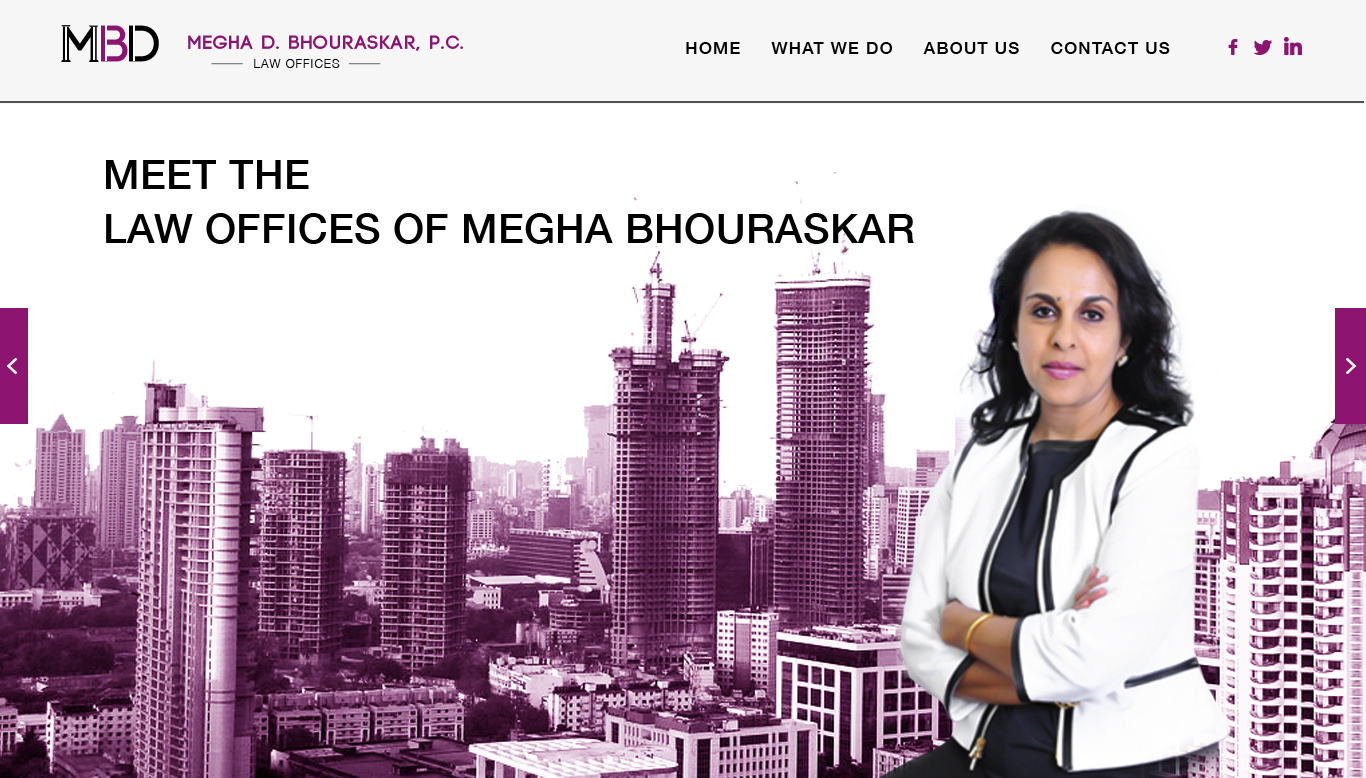 MBD
MEGHA D. BHOURASKAR, P.C.
LAW OFFICES
HOME WHAT WE DO ABOUT US CONTACT US
MEET THE
LAW OFFICES OF MEGHA BHOURASKAR